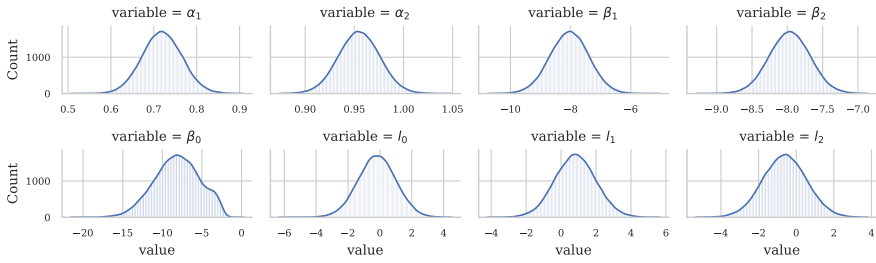 variable = α₁
variable = α₂
variable = β₁
variable = β₂
Count
1000
0
0.5 0.6 0.7 0.8 0.9
0.90 0.95 1.00 1.05
−10 −8 −6
−9.0 −8.5 −8.0 −7.5 −7.0
variable = β₀
variable = l₀
variable = l₁
variable = l₂
Count
1000
0
−20 −15 −10 −5 0
−6 −4 −2 0 2 4
−4 −2 0 2 4 6
−4 −2 0 2 4
value
value
value
value